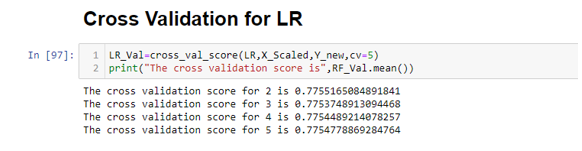 Cross Validation for LR
In [97]:
1 LR_Val=cross_val_score(LR,X_Scaled,Y_new,cv=5)
2 print("The cross validation score is",RF_Val.mean())
The cross validation score for 2 is 0.7755165084891841
The cross validation score for 3 is 0.7753748913094468
The cross validation score for 4 is 0.7754489214078257
The cross validation score for 5 is 0.7754778869284764